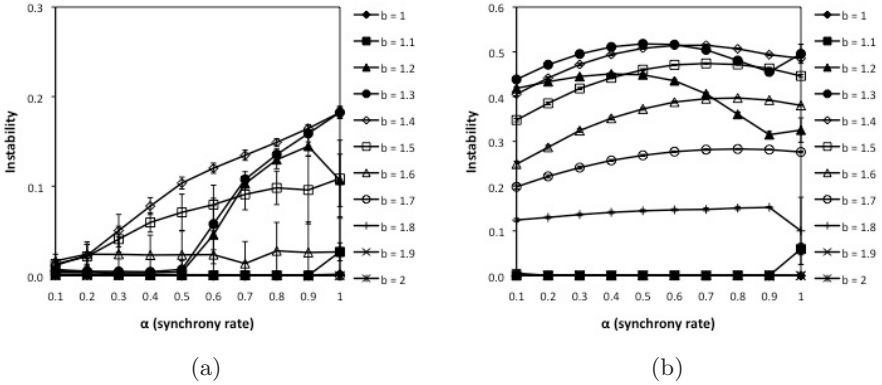 0.3
0.2
0.1
0.0
Instability
0.1 0.2 0.3 0.4 0.5 0.6 0.7 0.8 0.9 1
α (synchrony rate)
b = 1
b = 1.1
b = 1.2
b = 1.3
b = 1.4
b = 1.5
b = 1.6
b = 1.7
b = 1.8
b = 1.9
b = 2
(a)
0.6
0.5
0.4
0.3
0.2
0.1
0.0
Instability
0.1 0.2 0.3 0.4 0.5 0.6 0.7 0.8 0.9 1
α (synchrony rate)
b = 1
b = 1.1
b = 1.2
b = 1.3
b = 1.4
b = 1.5
b = 1.6
b = 1.7
b = 1.8
b = 1.9
b = 2
(b)